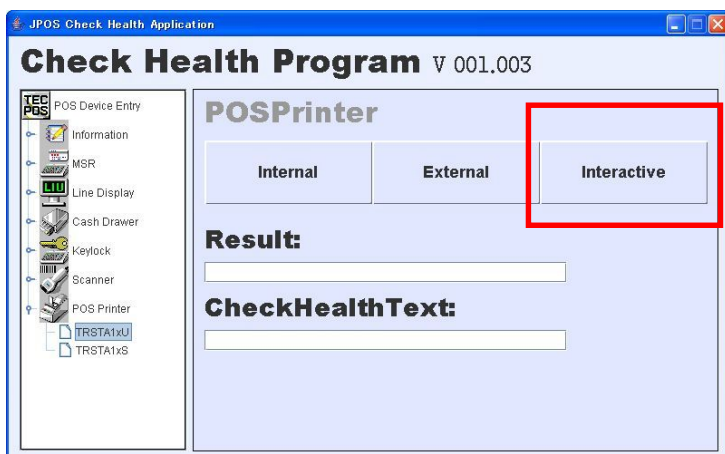 JPOS Check Health Application
Check Health Program V 001.003
TEC
POS
POS Device Entry
Information
MSR
LIU
Line Display
Cash Drawer
Keylock
Scanner
POS Printer
TRSTA1xU
TRSTA1xS
POSPrinter
Internal External Interactive
Result:
CheckHealthText: